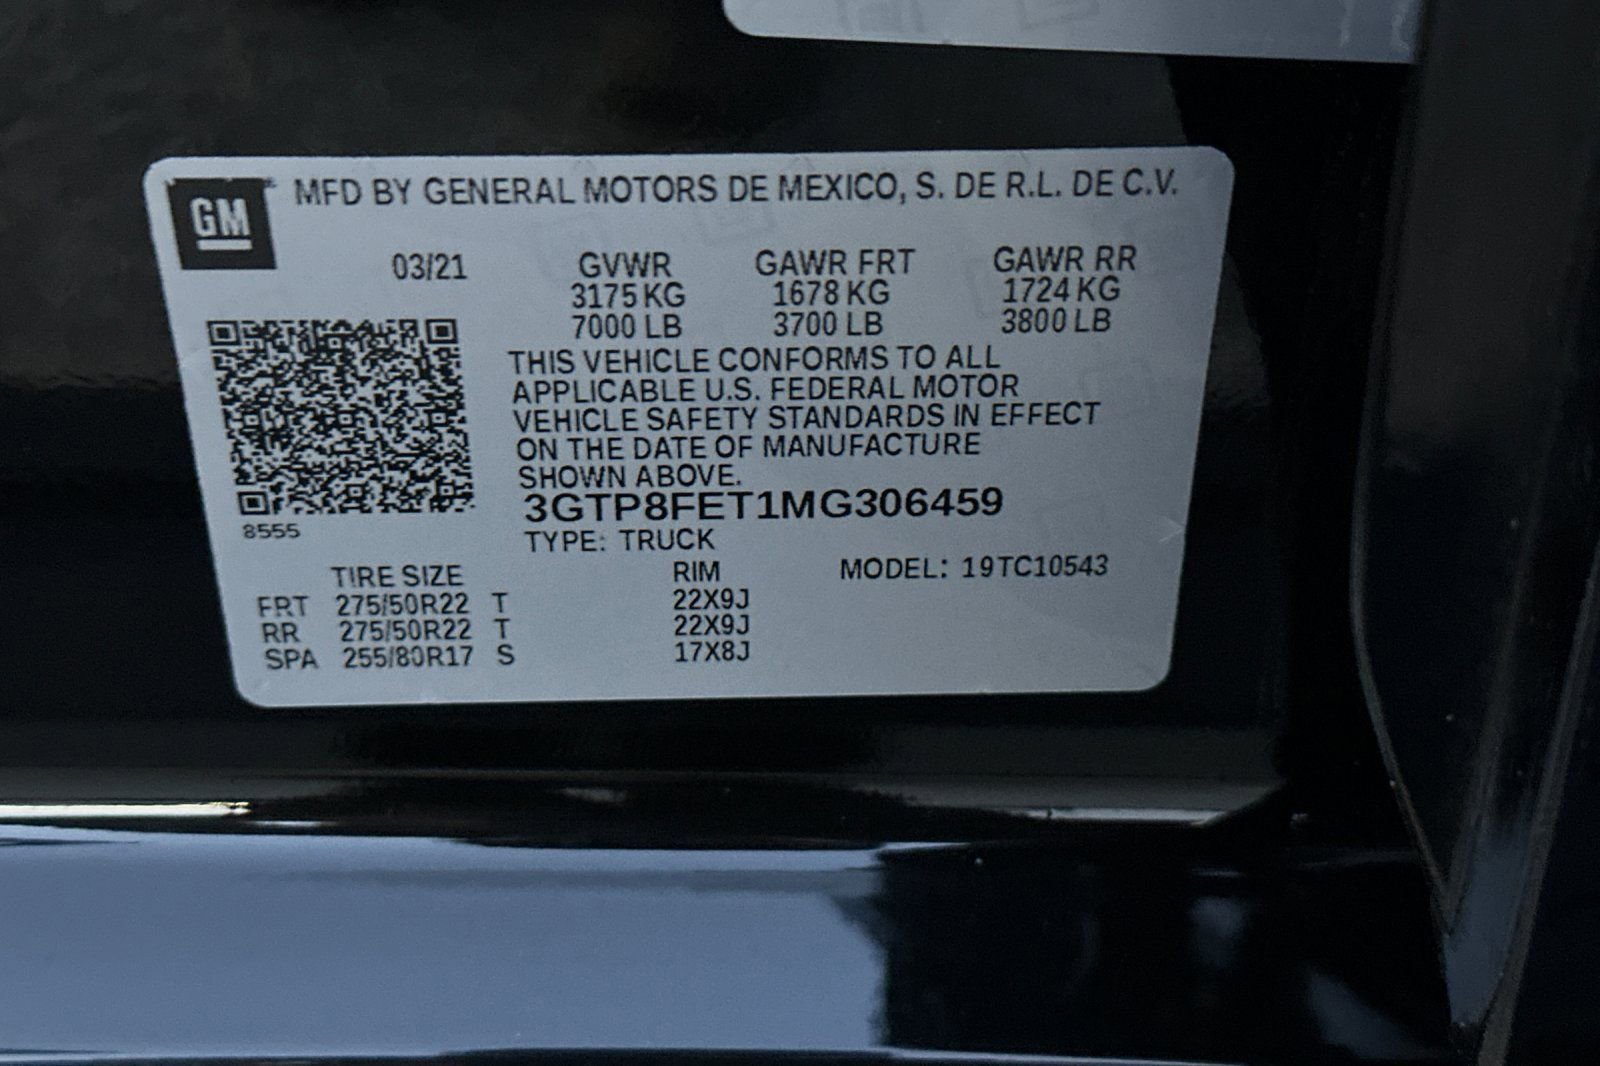 GM
MFD BY GENERAL MOTORS DE MEXICO, S. DE R.L. DE C.V.
03/21 GVWR GAWR FRT GAWR RR
3175 KG 1678 KG 1724 KG
7000 LB 3700 LB 3800 LB
THIS VEHICLE CONFORMS TO ALL
APPLICABLE U.S. FEDERAL MOTOR
VEHICLE SAFETY STANDARDS IN EFFECT
ON THE DATE OF MANUFACTURE
SHOWN ABOVE.
3GTP8FET1MG306459
8555
TYPE: TRUCK
TIRE SIZE RIM MODEL: 19TC10543
FRT 275/50R22 T 22X9J
RR 275/50R22 T 22X9J
SPA 255/80R17 S 17X8J